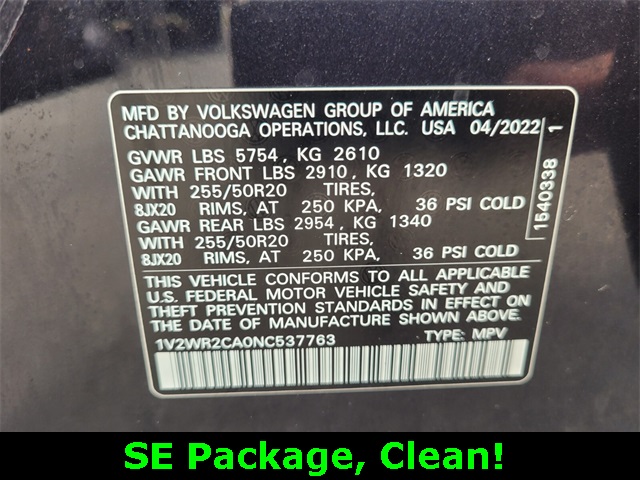 MFD BY VOLKSWAGEN GROUP OF AMERICA
CHATTANOOGA OPERATIONS, LLC. USA 04/2022
GVWR LBS 5754, KG 2610
GAWR FRONT LBS 2910, KG 1320
WITH 255/50R20 TIRES,
8JX20 RIMS, AT 250 KPA, 36 PSI COLD
GAWR REAR LBS 2954, KG 1340
WITH 255/50R20 TIRES,
8JX20 RIMS, AT 250 KPA, 36 PSI COLD
THIS VEHICLE CONFORMS TO ALL APPLICABLE
U.S. FEDERAL MOTOR VEHICLE SAFETY AND
THEFT PREVENTION STANDARDS IN EFFECT ON
THE DATE OF MANUFACTURE SHOWN ABOVE.
1V2WR2CA0NC537763 TYPE: MPV
1540338 1
SE Package, Clean!